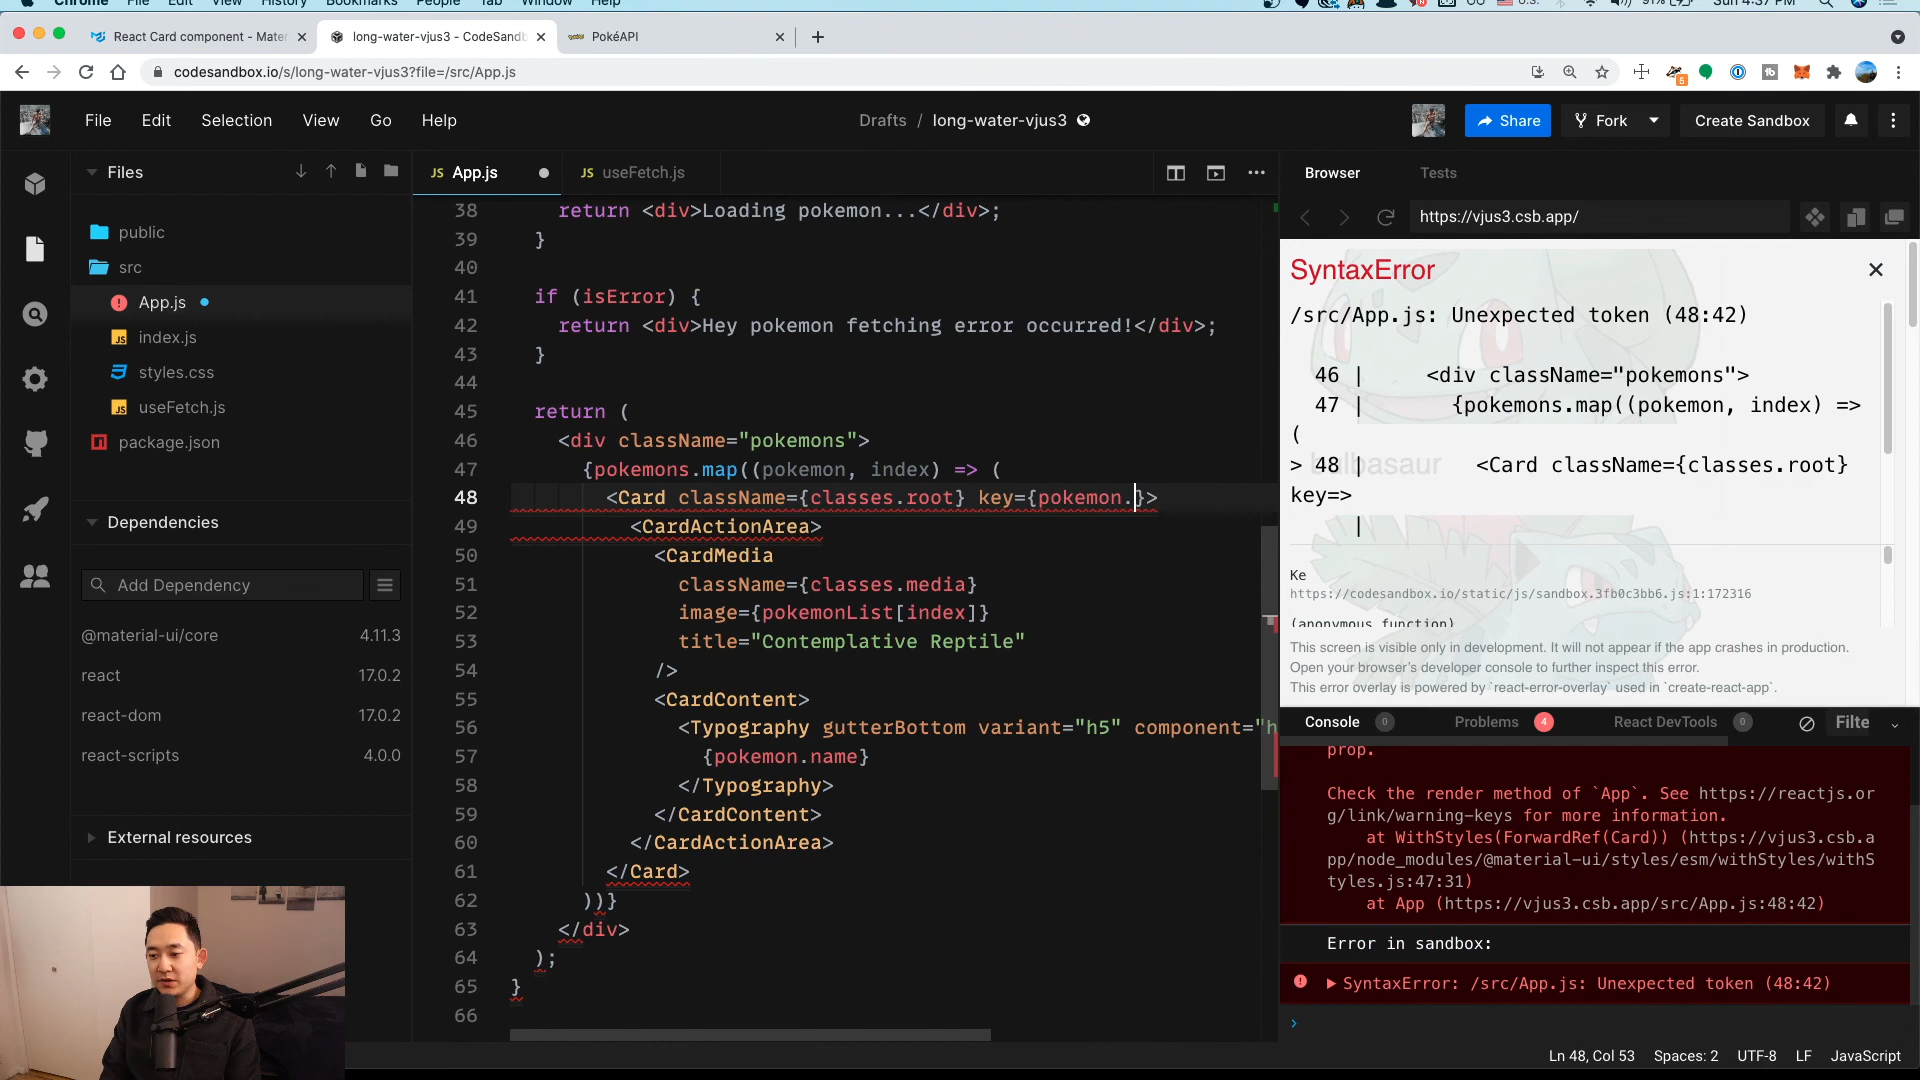 Chrome File Edit View History Bookmarks People Tab Window Help
U.S. 91% Sun 4:37 PM
React Card component - Mater
long-water-vjus3 - CodeSandb
PokéAPI
codesandbox.io/s/long-water-vjus3?file=/src/App.js
5
File Edit Selection View Go Help
Drafts / long-water-vjus3
Share
Fork
Create Sandbox
Files
JS App.js
JS useFetch.js
Browser
Tests
public
src
App.js
index.js
styles.css
useFetch.js
package.json
Dependencies
Add Dependency
@material-ui/core 4.11.3
react 17.0.2
react-dom 17.0.2
react-scripts 4.0.0
External resources
38 return <div>Loading pokemon...</div>;
39 }
40
41 if (isError) {
42 return <div>Hey pokemon fetching error occurred!</div>;
43 }
44
45 return (
46 <div className="pokemons">
47 {pokemons.map((pokemon, index) => (
48 <Card className={classes.root} key={pokemon.}>
49 <CardActionArea>
50 <CardMedia
51 className={classes.media}
52 image={pokemonList[index]}
53 title="Contemplative Reptile"
54 />
55 <CardContent>
56 <Typography gutterBottom variant="h5" component="h
57 {pokemon.name}
58 </Typography>
59 </CardContent>
60 </CardActionArea>
61 </Card>
62 ))}
63 </div>
64 );
65 }
66
https://vjus3.csb.app/
SyntaxError
/src/App.js: Unexpected token (48:42)
46 | <div className="pokemons">
47 | {pokemons.map((pokemon, index) =>
(
bulbasaur
> 48 | <Card className={classes.root}
key=>
|
Ke
https://codesandbox.io/static/js/sandbox.3fb0c3bb6.js:1:172316
(anonymous function)
This screen is visible only in development. It will not appear if the app crashes in production.
Open your browser's developer console to further inspect this error.
This error overlay is powered by `react-error-overlay` used in `create-react-app`.
Console 0
Problems 4
React DevTools 0
Filte
prop.
Check the render method of `App`. See https://reactjs.or
g/link/warning-keys for more information.
at WithStyles(ForwardRef(Card)) (https://vjus3.csb.a
pp/node_modules/@material-ui/styles/esm/withStyles/withS
tyles.js:47:31)
at App (https://vjus3.csb.app/src/App.js:48:42)
Error in sandbox:
SyntaxError: /src/App.js: Unexpected token (48:42)
Ln 48, Col 53 Spaces: 2 UTF-8 LF JavaScript